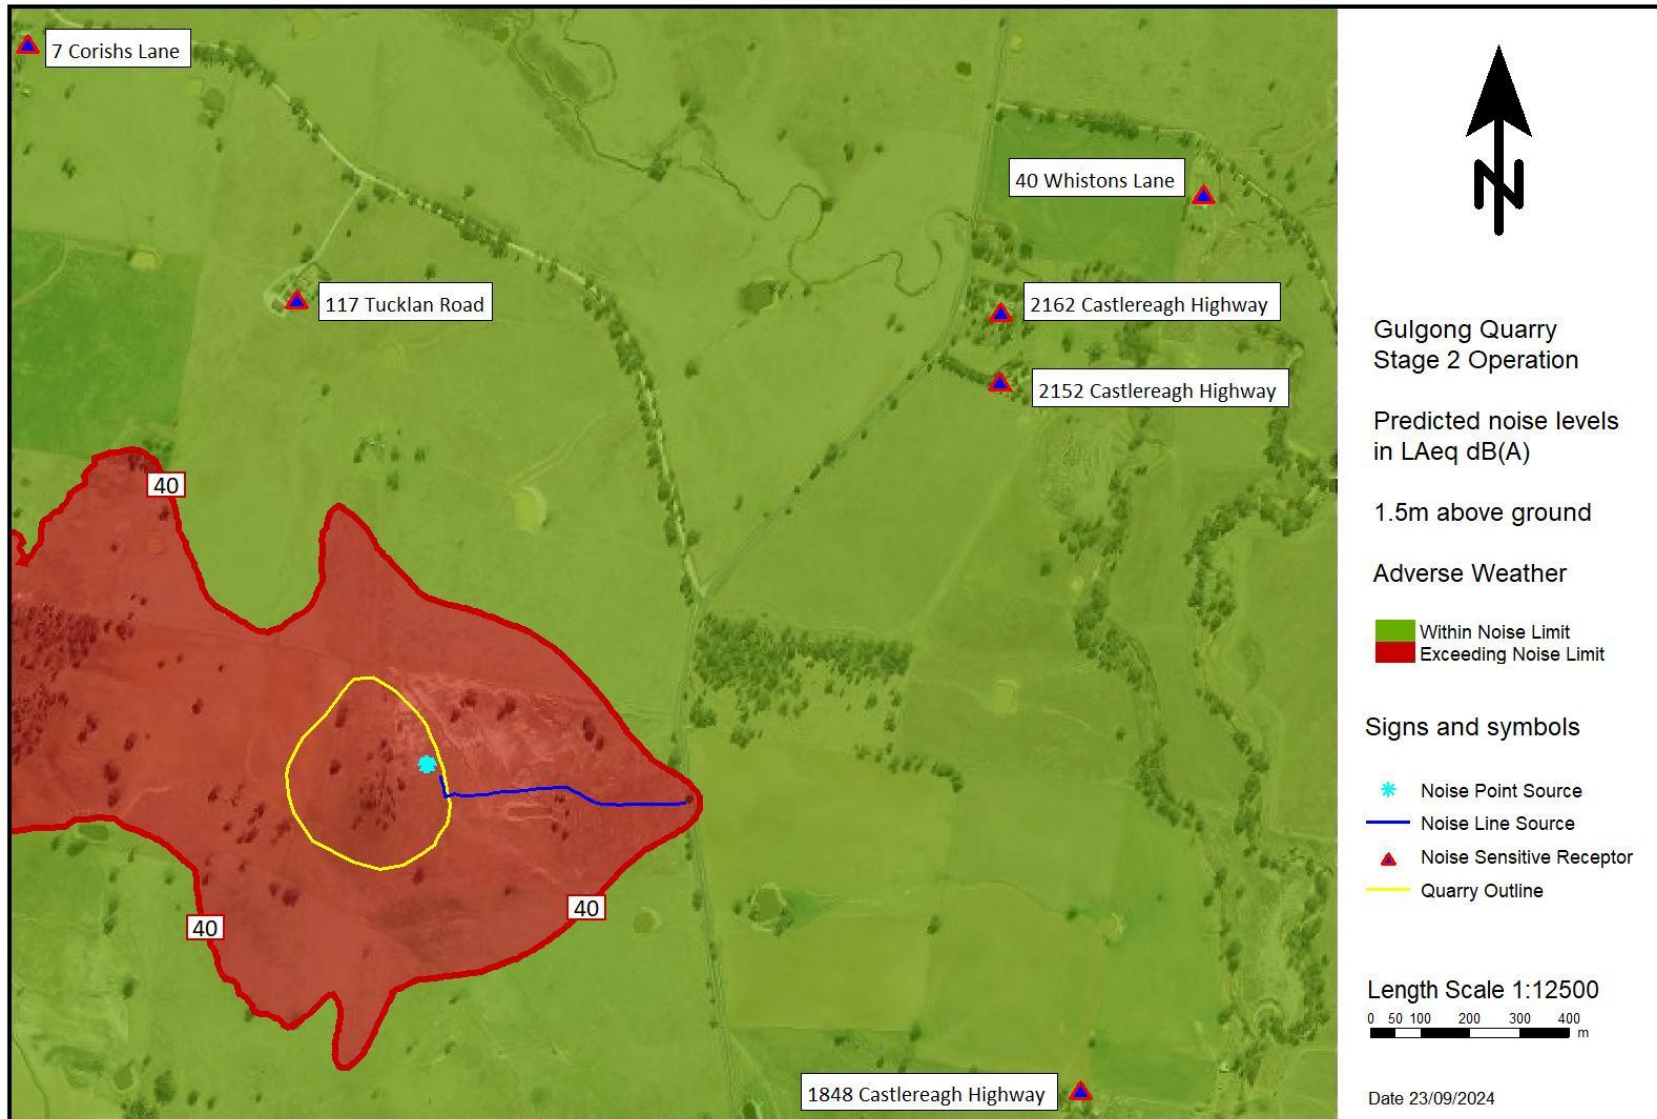 7 Corishs Lane
40 Whistons Lane
117 Tucklan Road
2162 Castlereagh Highway
2152 Castlereagh Highway
40
40
40
1848 Castlereagh Highway
N
Gulgong Quarry
Stage 2 Operation
Predicted noise levels
in LAeq dB(A)
1.5m above ground
Adverse Weather
Within Noise Limit
Exceeding Noise Limit
Signs and symbols
Noise Point Source
Noise Line Source
Noise Sensitive Receptor
Quarry Outline
Length Scale 1:12500
0 50 100 200 300 400
m
Date 23/09/2024